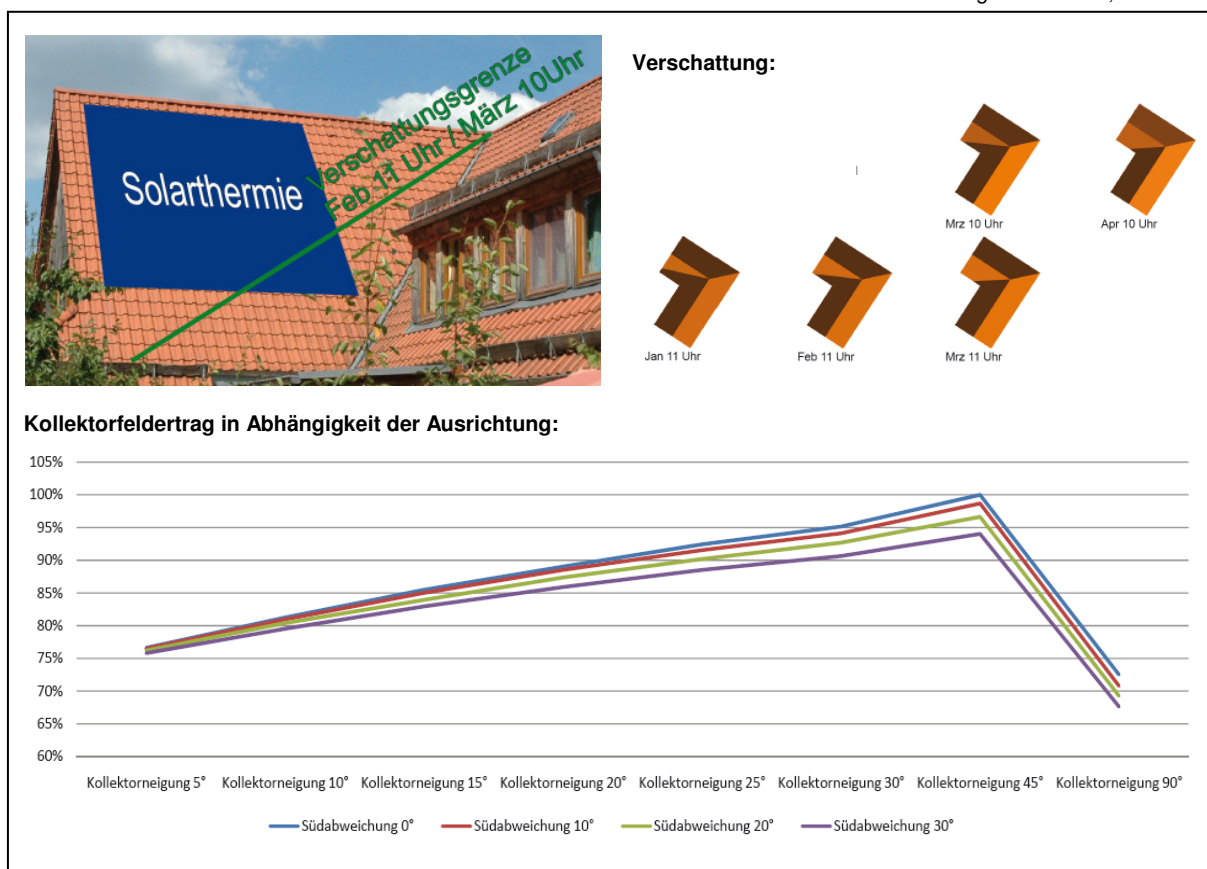 Solarthermie
Verschattungsgrenze
Feb 11 Uhr / März 10Uhr
Verschattung:
Mrz 10 Uhr
Apr 10 Uhr
Jan 11 Uhr
Feb 11 Uhr
Mrz 11 Uhr
Kollektorfeldertrag in Abhängigkeit der Ausrichtung:
105%
100%
95%
90%
85%
80%
75%
70%
65%
60%
Kollektorneigung 5° Kollektorneigung 10° Kollektorneigung 15° Kollektorneigung 20° Kollektorneigung 25° Kollektorneigung 30° Kollektorneigung 45° Kollektorneigung 90°
Südabweichung 0° Südabweichung 10° Südabweichung 20° Südabweichung 30°